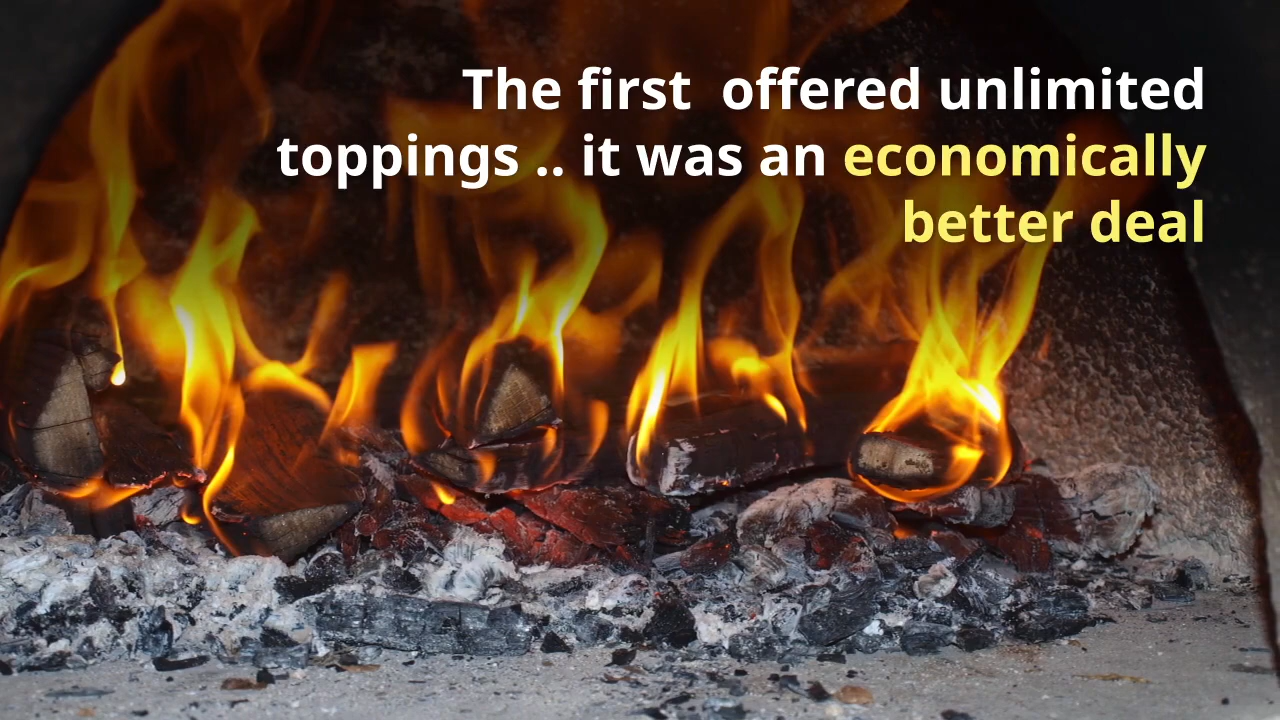 The first  offered unlimited
toppings .. it was an economically
better deal